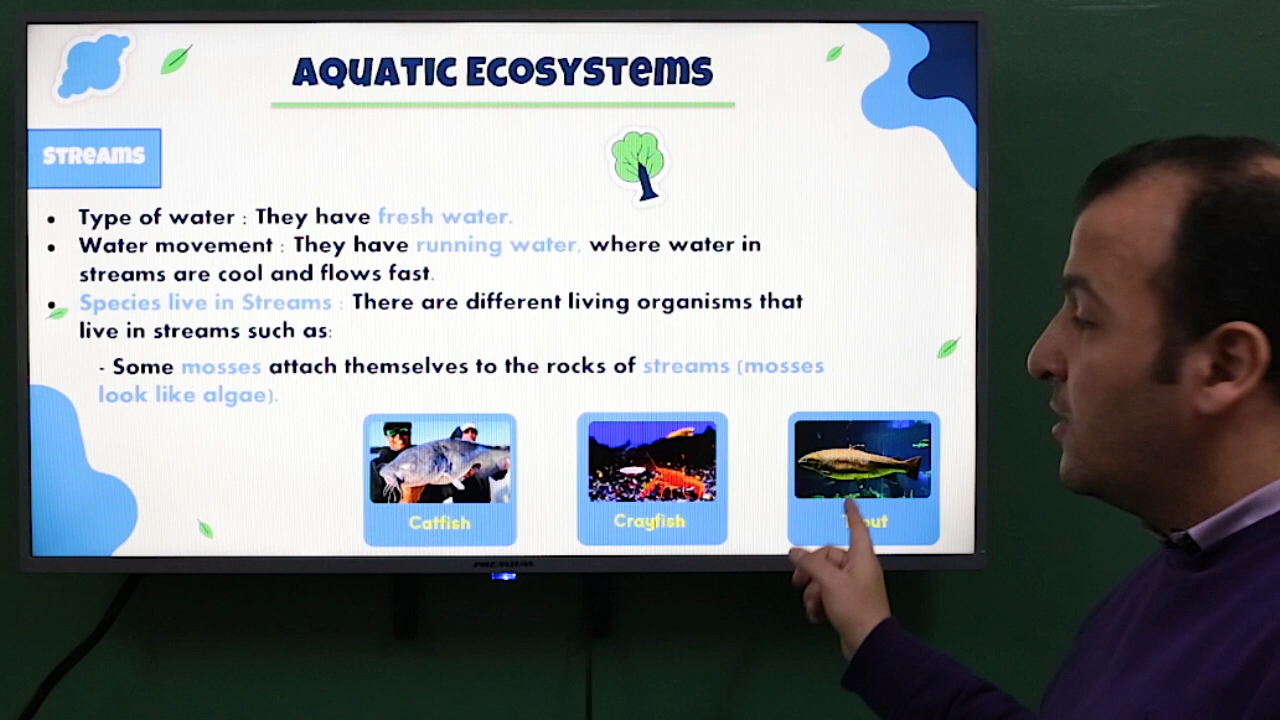 AQUATIC ECOSYSTEMS
STREAMS
• Type of water : They have fresh water.
• Water movement : They have running water, where water in
streams are cool and flows fast.
• Species live in Streams : There are different living organisms that
live in streams such as:
- Some mosses attach themselves to the rocks of streams (mosses
look like algae).
Catfish
Crayfish
Trout
PREMIUM